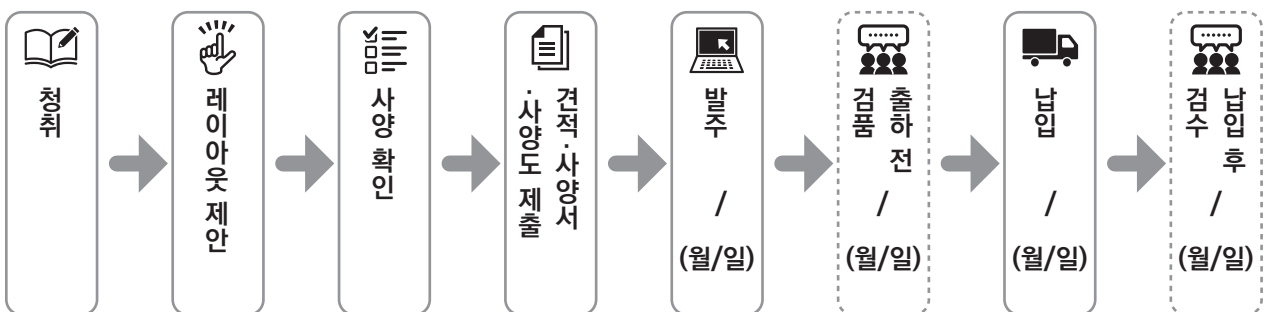 청취
레이아웃 제안
사양 확인
견적·사양서
·사양도 제출
발주
/
(월/일)
출하 전
검품
/
(월/일)
납입
/
(월/일)
납입 후
검수
/
(월/일)